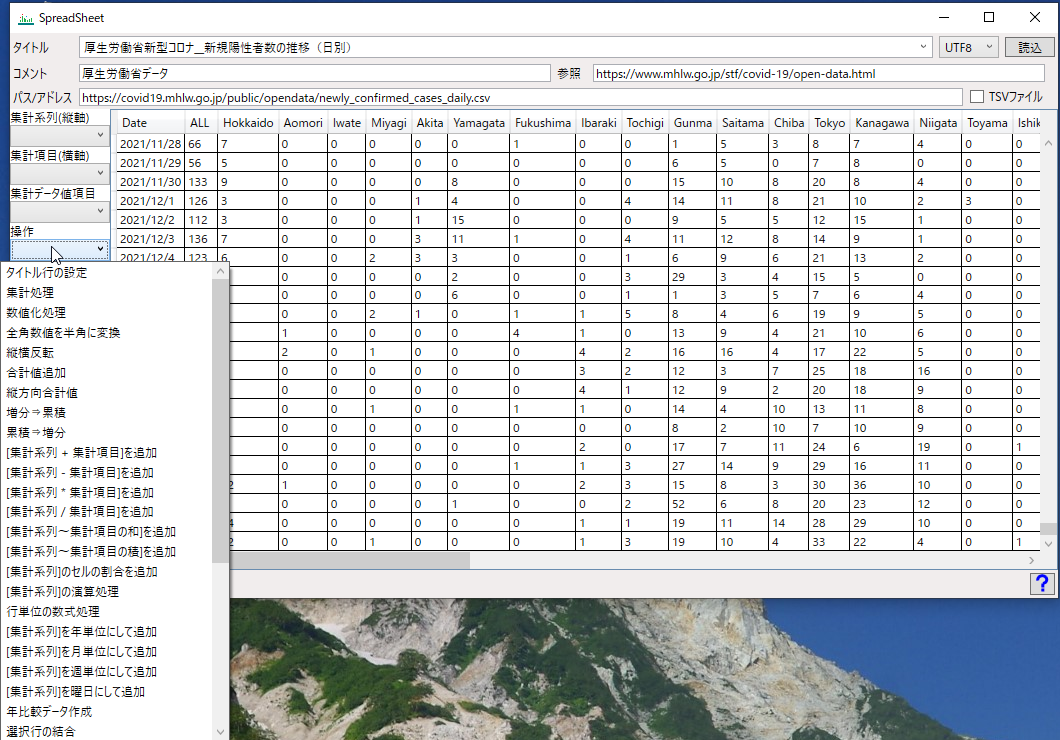 SpreadSheet
タイトル 厚生労働省新型コロナ__新規陽性者数の推移（日別） UTF8 読込
コメント 厚生労働省データ 参照 https://www.mhlw.go.jp/stf/covid-19/open-data.html
パス/アドレス https://covid19.mhlw.go.jp/public/opendata/newly_confirmed_cases_daily.csv TSVファイル
集計系列(縦軸)
集計項目(横軸)
集計データ値項目
操作
Date ALL Hokkaido Aomori Iwate Miyagi Akita Yamagata Fukushima Ibaraki Tochigi Gunma Saitama Chiba Tokyo Kanagawa Niigata Toyama Ishik
2021/11/28 66 7 0 0 0 0 0 1 0 0 1 5 3 8 7 4 0 0
2021/11/29 56 5 0 0 0 0 0 0 0 0 6 5 0 7 8 0 0 0
2021/11/30 133 9 0 0 0 0 8 0 0 0 15 10 8 20 8 4 0 0
2021/12/1 126 3 0 0 0 1 4 0 0 4 14 11 8 21 10 2 3 0
2021/12/2 112 3 0 0 0 1 15 0 0 0 9 5 5 12 15 1 0 0
2021/12/3 136 7 0 0 0 3 11 1 0 4 11 12 8 14 9 1 0 0
2021/12/4 123 6 0 0 2 3 3 0 0 1 6 9 6 21 13 2 0 0
0 0 0 0 2 0 0 3 29 3 4 15 5 0 0 0
0 0 0 0 6 0 0 1 1 3 5 7 6 4 0 0
0 0 2 1 0 1 1 5 8 4 6 19 9 5 0 0
1 0 0 0 0 4 1 0 13 9 4 21 10 6 0 0
2 0 1 0 0 0 4 2 16 16 4 17 22 5 0 0
0 0 0 0 0 0 3 2 12 3 7 25 18 16 0 0
0 0 0 0 0 0 4 1 12 9 2 20 18 9 0 0
0 0 1 0 0 1 1 0 14 4 10 13 11 8 0 0
0 0 0 0 0 0 0 0 8 2 10 7 10 9 0 0
0 0 0 0 0 0 2 0 17 7 11 24 6 19 0 1
0 0 0 0 0 1 1 3 27 14 9 29 16 11 0 0
2 1 0 0 0 0 0 2 3 15 8 3 30 36 10 0 0
0 0 0 0 1 0 0 2 52 6 8 20 23 12 0 0
4 0 0 0 0 0 0 1 1 19 11 14 28 29 10 0 0
2 0 0 1 0 0 0 1 3 19 10 4 33 22 4 0 1
タイトル行の設定
集計処理
数値化処理
全角数値を半角に変換
縦横反転
合計値追加
縦方向合計値
増分⇒累積
累積⇒増分
[集計系列 + 集計項目]を追加
[集計系列 - 集計項目]を追加
[集計系列 * 集計項目]を追加
[集計系列 / 集計項目]を追加
[集計系列～集計項目の和]を追加
[集計系列～集計項目の積]を追加
[集計系列]のセルの割合を追加
[集計系列]の演算処理
行単位の数式処理
[集計系列]を年単位にして追加
[集計系列]を月単位にして追加
[集計系列]を週単位にして追加
[集計系列]を曜日にして追加
年比較データ作成
選択行の結合
?